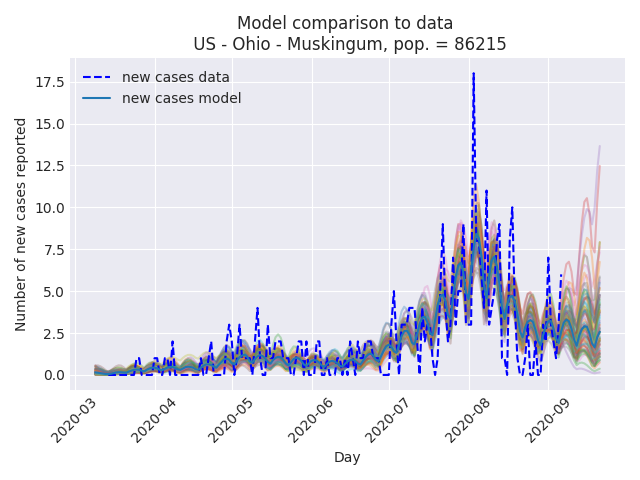 Model comparison to data
US - Ohio - Muskingum, pop. = 86215
new cases data
new cases model
Number of new cases reported
17.5
15.0
12.5
10.0
7.5
5.0
2.5
0.0
2020-03
2020-04
2020-05
2020-06
2020-07
2020-08
2020-09
Day